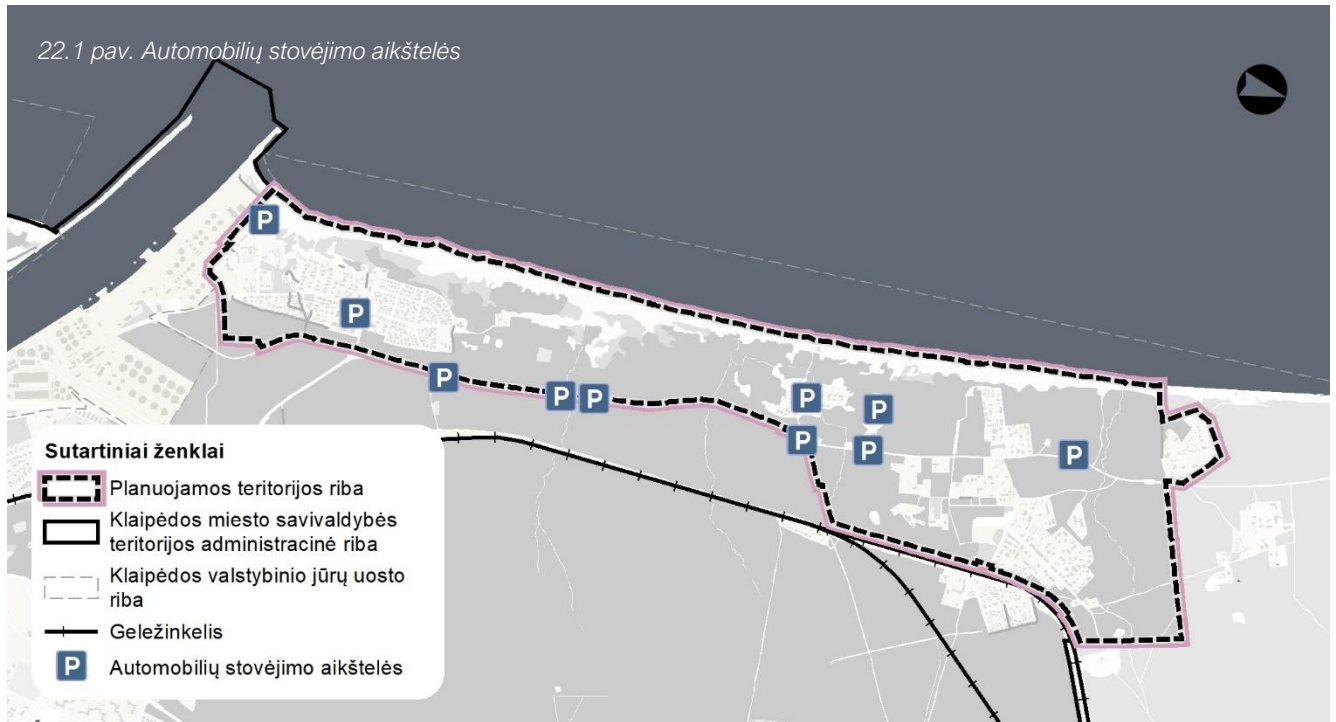 22.1 pav. Automobilių stovėjimo aikštelės
P
P
P
P
P
P
P
P
P
P
Sutartiniai ženklai
Planuojamos teritorijos riba
Klaipėdos miesto savivaldybės
teritorijos administracinė riba
Klaipėdos valstybinio jūrų uosto
riba
Geležinkelis
P Automobilių stovėjimo aikštelės